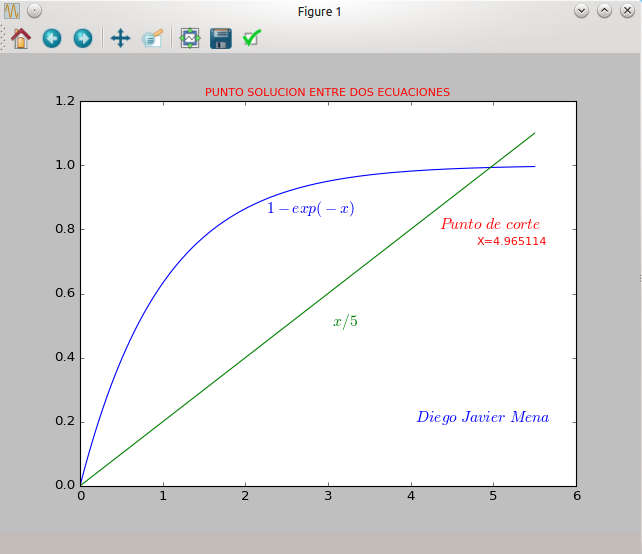 Figure 1
PUNTO SOLUCION ENTRE DOS ECUACIONES
1.2
1.0
0.8
0.6
0.4
0.2
0.0
1 − exp(−x)
Punto de corte
X=4.965114
x/5
Diego Javier Mena
0 1 2 3 4 5 6